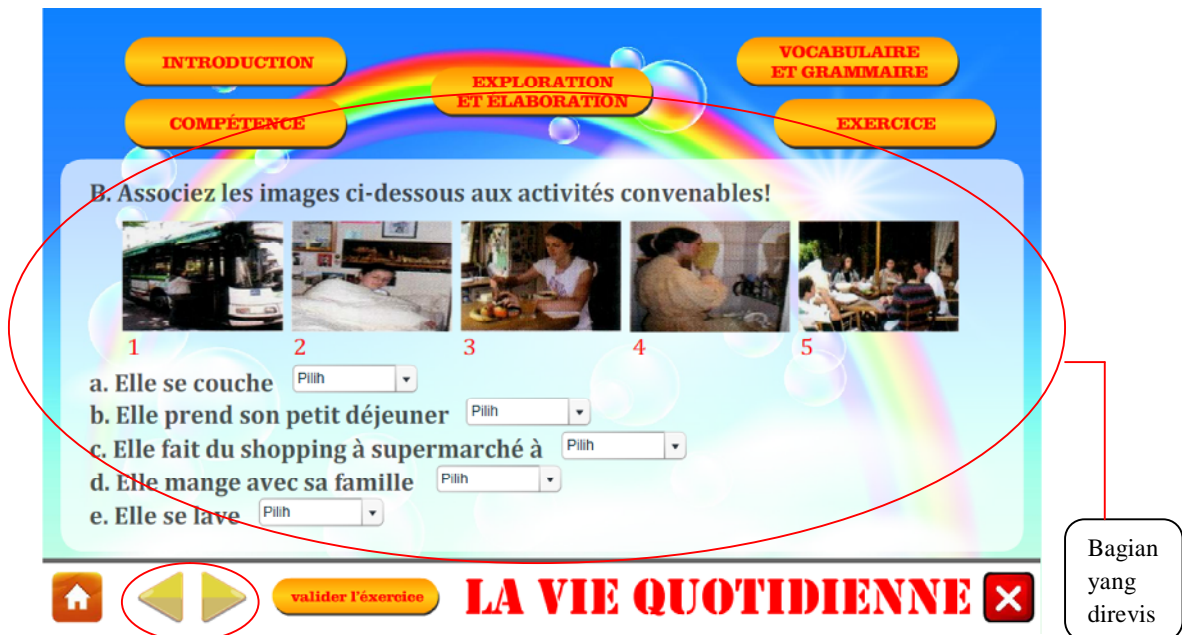 INTRODUCTION
EXPLORATION
ET ÉLABORATION
VOCABULAIRE
ET GRAMMAIRE
COMPÉTENCE
EXERCICE
B. Associez les images ci-dessous aux activités convenables!
1 2 3 4 5
a. Elle se couche Pilih
b. Elle prend son petit déjeuner Pilih
c. Elle fait du shopping à supermarché à Pilih
d. Elle mange avec sa famille Pilih
e. Elle se lave Pilih
valider l'éxercice
LA VIE QUOTIDIENNE
Bagian
yang
direvis